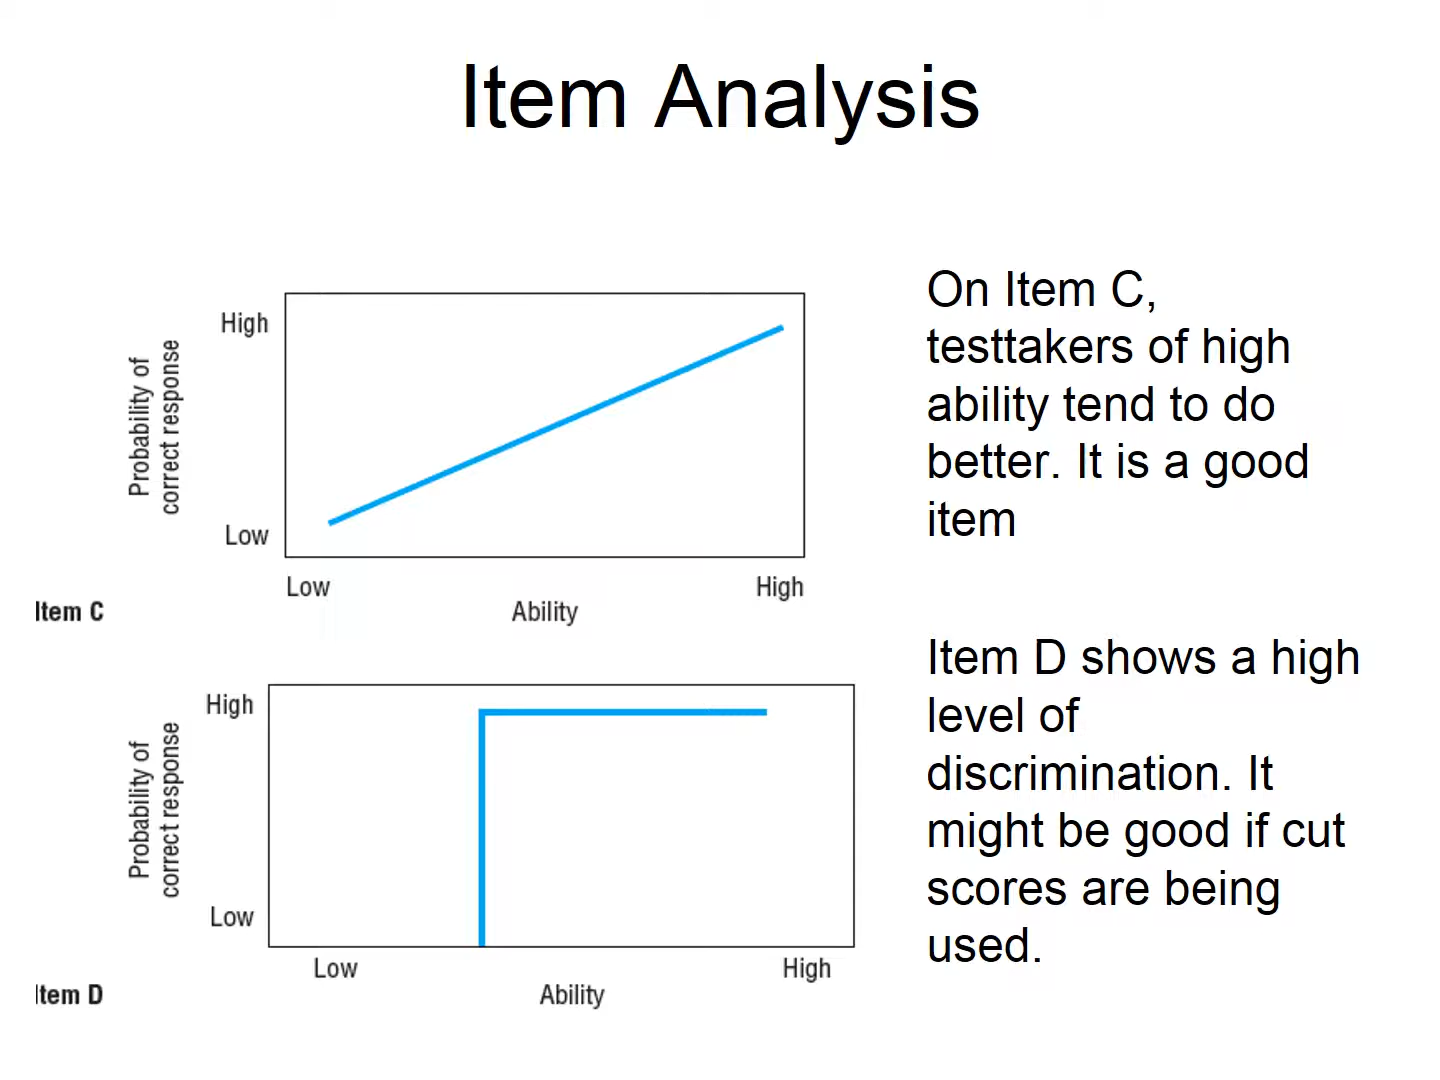 Item Analysis
High
Probability of
correct response
Low
Low
High
Ability
Item C
On Item C,
testtakers of high
ability tend to do
better. It is a good
item
High
Probability of
correct response
Low
Low
High
Ability
Item D
Item D shows a high
level of
discrimination. It
might be good if cut
scores are being
used.